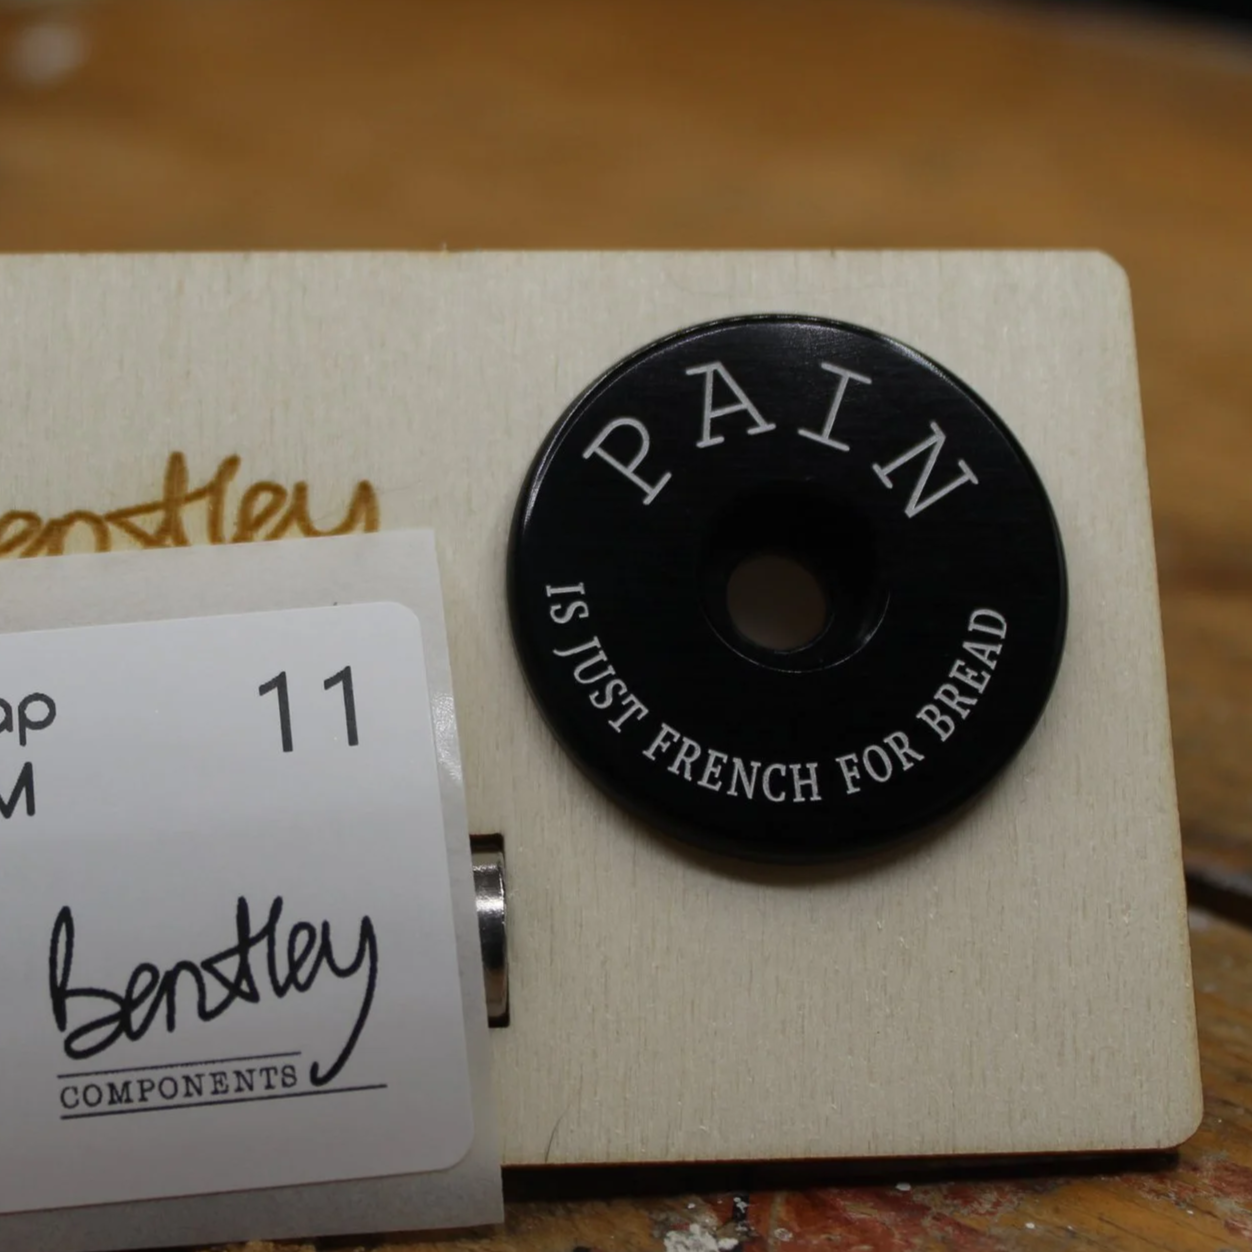 PAIN
IS JUST FRENCH FOR BREAD
11
Bentley
COMPONENTS